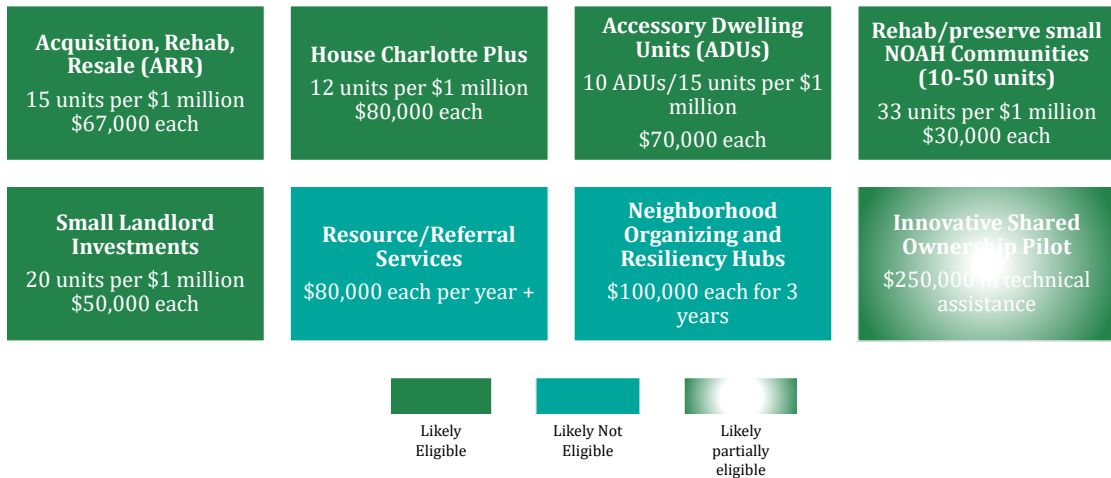 Acquisition, Rehab,
Resale (ARR)
15 units per $1 million
$67,000 each
House Charlotte Plus
12 units per $1 million
$80,000 each
Accessory Dwelling
Units (ADUs)
10 ADUs/15 units per $1
million
$70,000 each
Rehab/preserve small
NOAH Communities
(10-50 units)
33 units per $1 million
$30,000 each
Small Landlord
Investments
20 units per $1 million
$50,000 each
Resource/Referral
Services
$80,000 each per year +
Neighborhood
Organizing and
Resiliency Hubs
$100,000 each for 3
years
Innovative Shared
Ownership Pilot
$250,000 in technical
assistance
Likely
Eligible
Likely Not
Eligible
Likely
partially
eligible